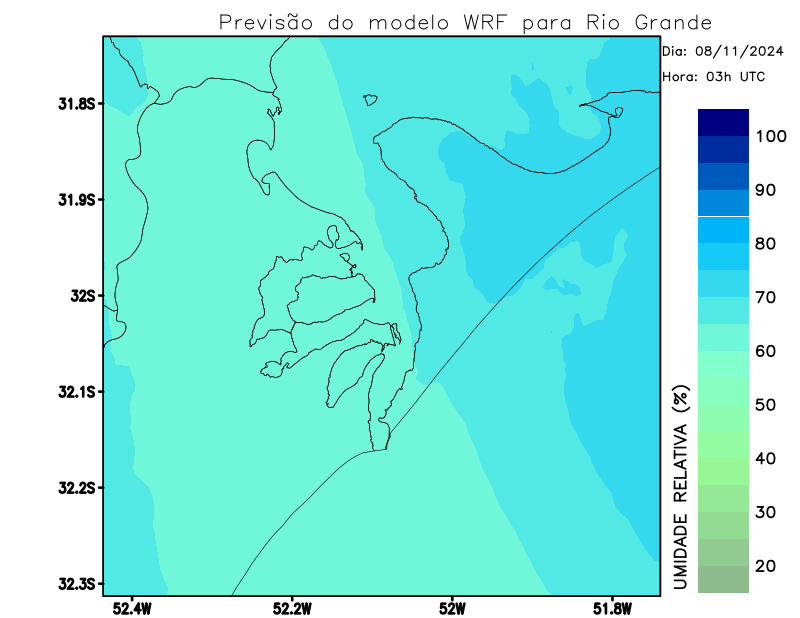 Previsão do modelo WRF para Rio Grande
Dia: 08/11/2024
Hora: 03h UTC
31.8S
31.9S
32S
32.1S
32.2S
32.3S
52.4W
52.2W
52W
51.8W
100
90
80
70
60
50
40
30
20
UMIDADE RELATIVA (%)